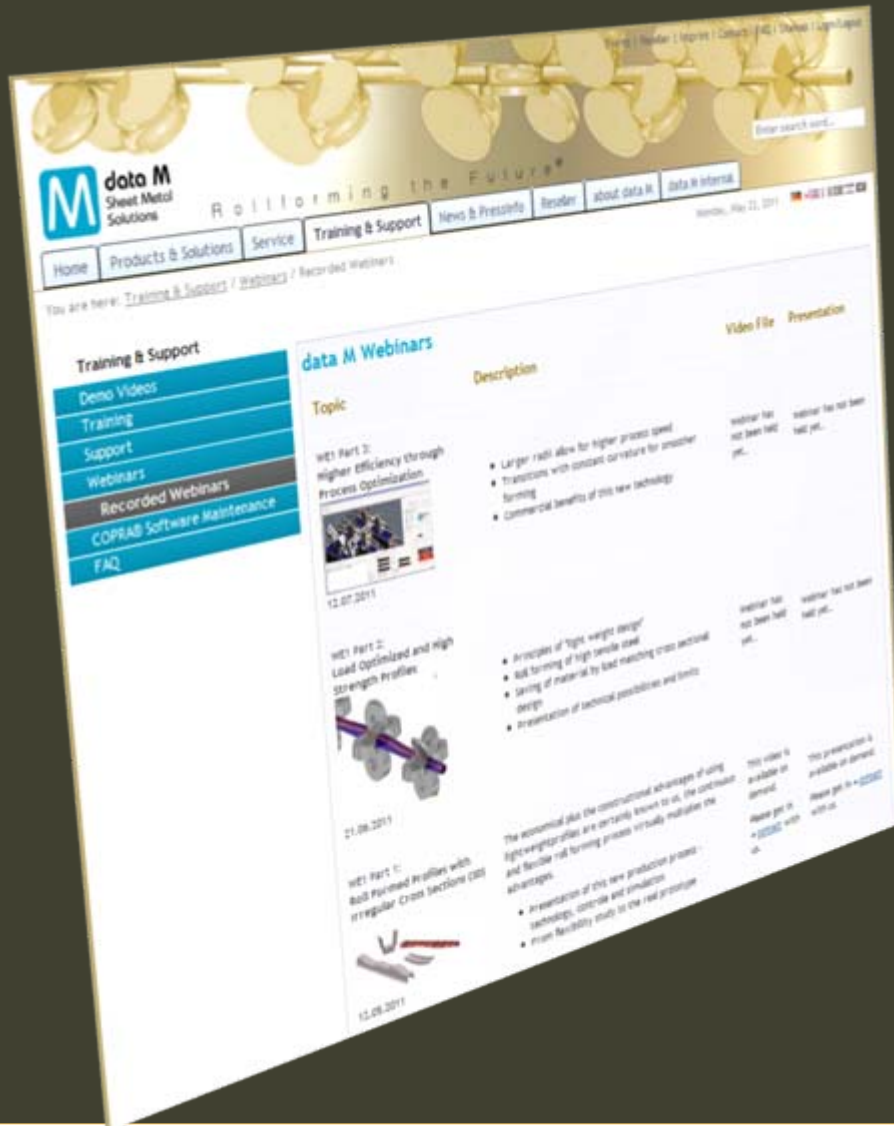 Home | Reseller | Imprint | Contact | FAQ | Sitemap | Login/Logout
Enter search word...
M
data M
Sheet Metal
Solutions
Rollforming the Future®
Home
Products & Solutions
Service
Training & Support
News & PressInfo
Reseller
about data M
data M internal
Monday, May 23, 2011
You are here: Training & Support / Webinars / Recorded Webinars
Training & Support
Demo Videos
Training
Support
Webinars
Recorded Webinars
COPRA® Software Maintenance
FAQ
data M Webinars
Topic
Description
Video File
Presentation
WE1 Part 3:
Higher Efficiency through
Process Optimization
12.07.2011
• Larger radii allow for higher process speed
• Transitions with constant curvature for smoother
forming
• Commercial benefits of this new technology
Webinar has
not been held
yet..
Webinar has not been
held yet..
WE1 Part 2:
Load Optimized and High
Strength Profiles
21.06.2011
• Principles of "light weight design"
• Roll forming of high tensile steel
• Saving of material by load matching cross sectional
design
• Presentation of technical possibilities and limits
Webinar has
not been held
yet..
Webinar has not been
held yet..
WE1 Part 1:
Roll Formed Profiles with
Irregular Cross Sections (3D)
12.05.2011
The economical plus the constructional advantages of using
lightweightprofiles are certainly known to us, the continuous
and flexible roll forming process virtually multiplies the
advantages.
• Presentation of this new production process -
technology, controle and simulation
• From flexibility study to the real prototype
This video is
available on
demand.
Please get in
contact with
us.
This presentation is
available on demand.
Please get in contact
with us.